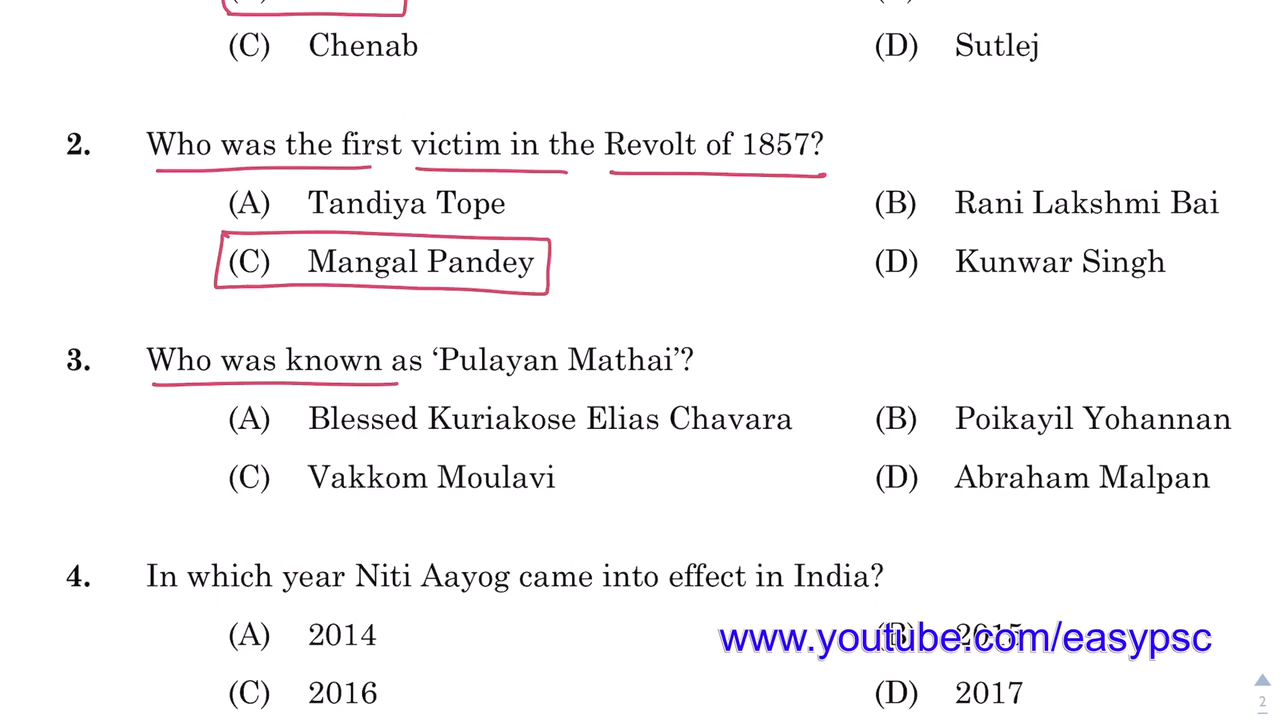 (C) Chenab (D) Sutlej
2. Who was the first victim in the Revolt of 1857?
(A) Tandiya Tope (B) Rani Lakshmi Bai
(C) Mangal Pandey (D) Kunwar Singh
3. Who was known as ‘Pulayan Mathai’?
(A) Blessed Kuriakose Elias Chavara (B) Poikayil Yohannan
(C) Vakkom Moulavi (D) Abraham Malpan
4. In which year Niti Aayog came into effect in India?
(A) 2014 (B) 2015
www.youtube.com/easypsc
(C) 2016 (D) 2017
2